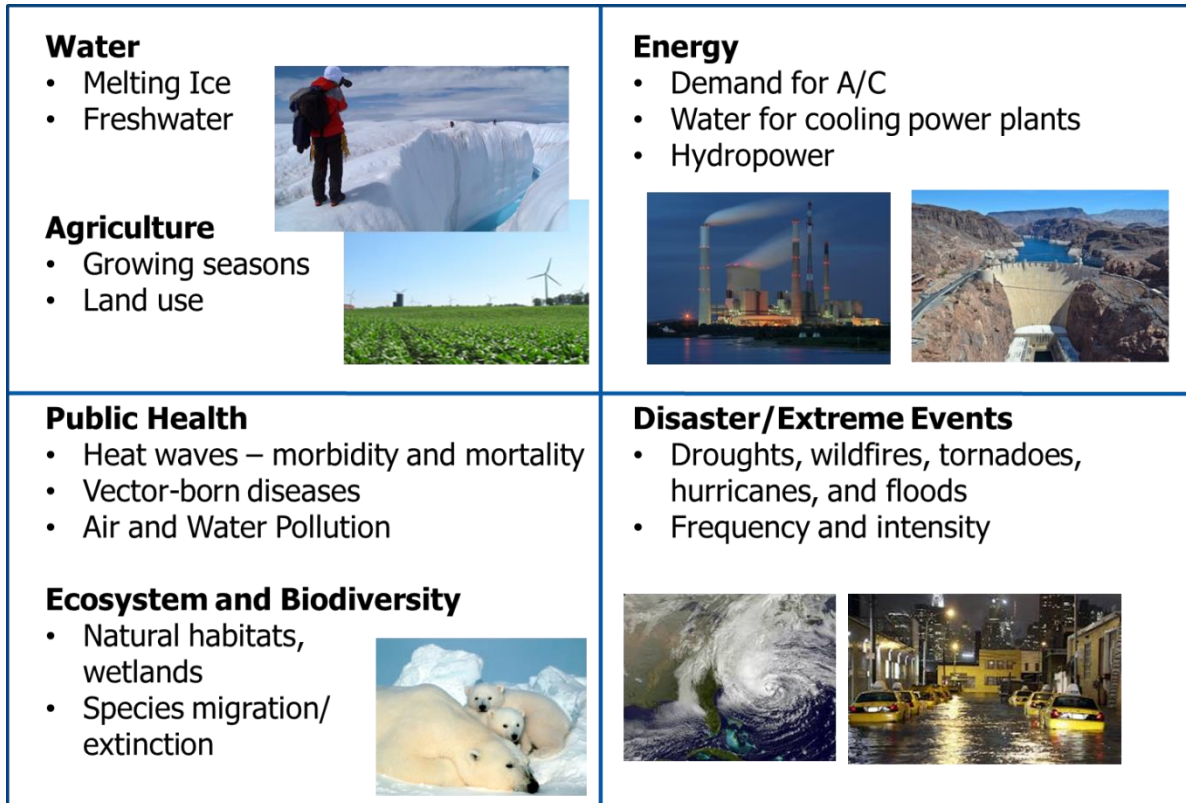 Water
• Melting Ice
• Freshwater
Agriculture
• Growing seasons
• Land use
Energy
• Demand for A/C
• Water for cooling power plants
• Hydropower
Public Health
• Heat waves – morbidity and mortality
• Vector-born diseases
• Air and Water Pollution
Ecosystem and Biodiversity
• Natural habitats,
wetlands
• Species migration/
extinction
Disaster/Extreme Events
• Droughts, wildfires, tornadoes,
hurricanes, and floods
• Frequency and intensity